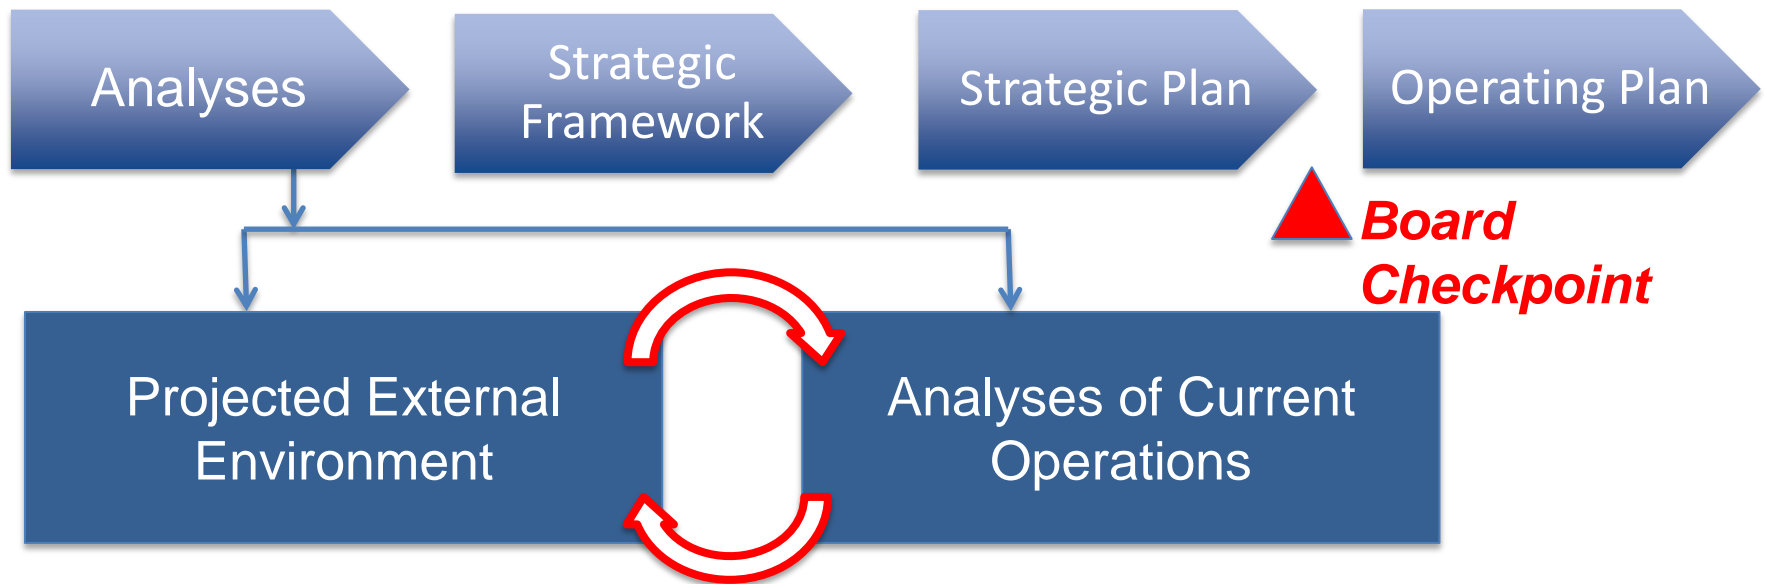 Analyses
Strategic
Framework
Strategic Plan
Operating Plan
Board
Checkpoint
Projected External
Environment
Analyses of Current
Operations